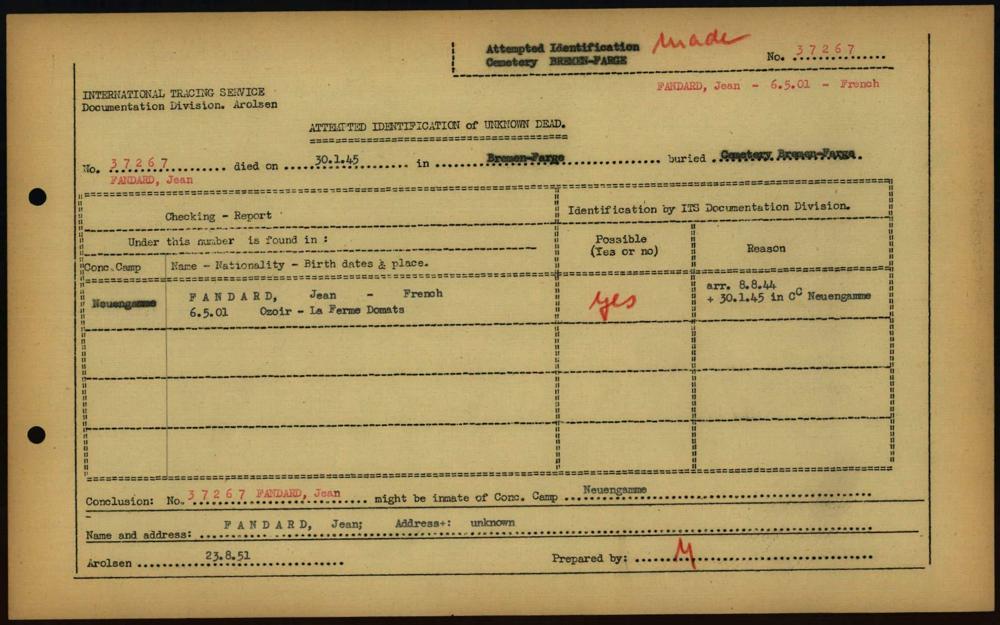 Attempted Identification made
Cemetery BREMEN-FARGE No. 37267
FANDARD, Jean - 6.5.01 - French
INTERNATIONAL TRACING SERVICE
Documentation Division. Arolsen
ATTEMPTED IDENTIFICATION of UNKNOWN DEAD.
No. 37267 died on 30.1.45 in Bremen-Farge buried Cemetery Bremen-Farge
FANDARD, Jean
Checking - Report
Identification by ITS Documentation Division.
Under this number is found in :
Possible
(Yes or no)
Reason
Conc.Camp Name - Nationality - Birth dates & place.
Neuengamme FANDARD, Jean - French
6.5.01 Ozoir - La Ferme Domats
yes
arr. 8.8.44
+ 30.1.45 in CC Neuengamme
Conclusion: No. 37267 FANDARD, Jean might be inmate of Conc. Camp Neuengamme
Name and address: FANDARD, Jean; Address+: unknown
Arolsen 23.8.51 Prepared by: